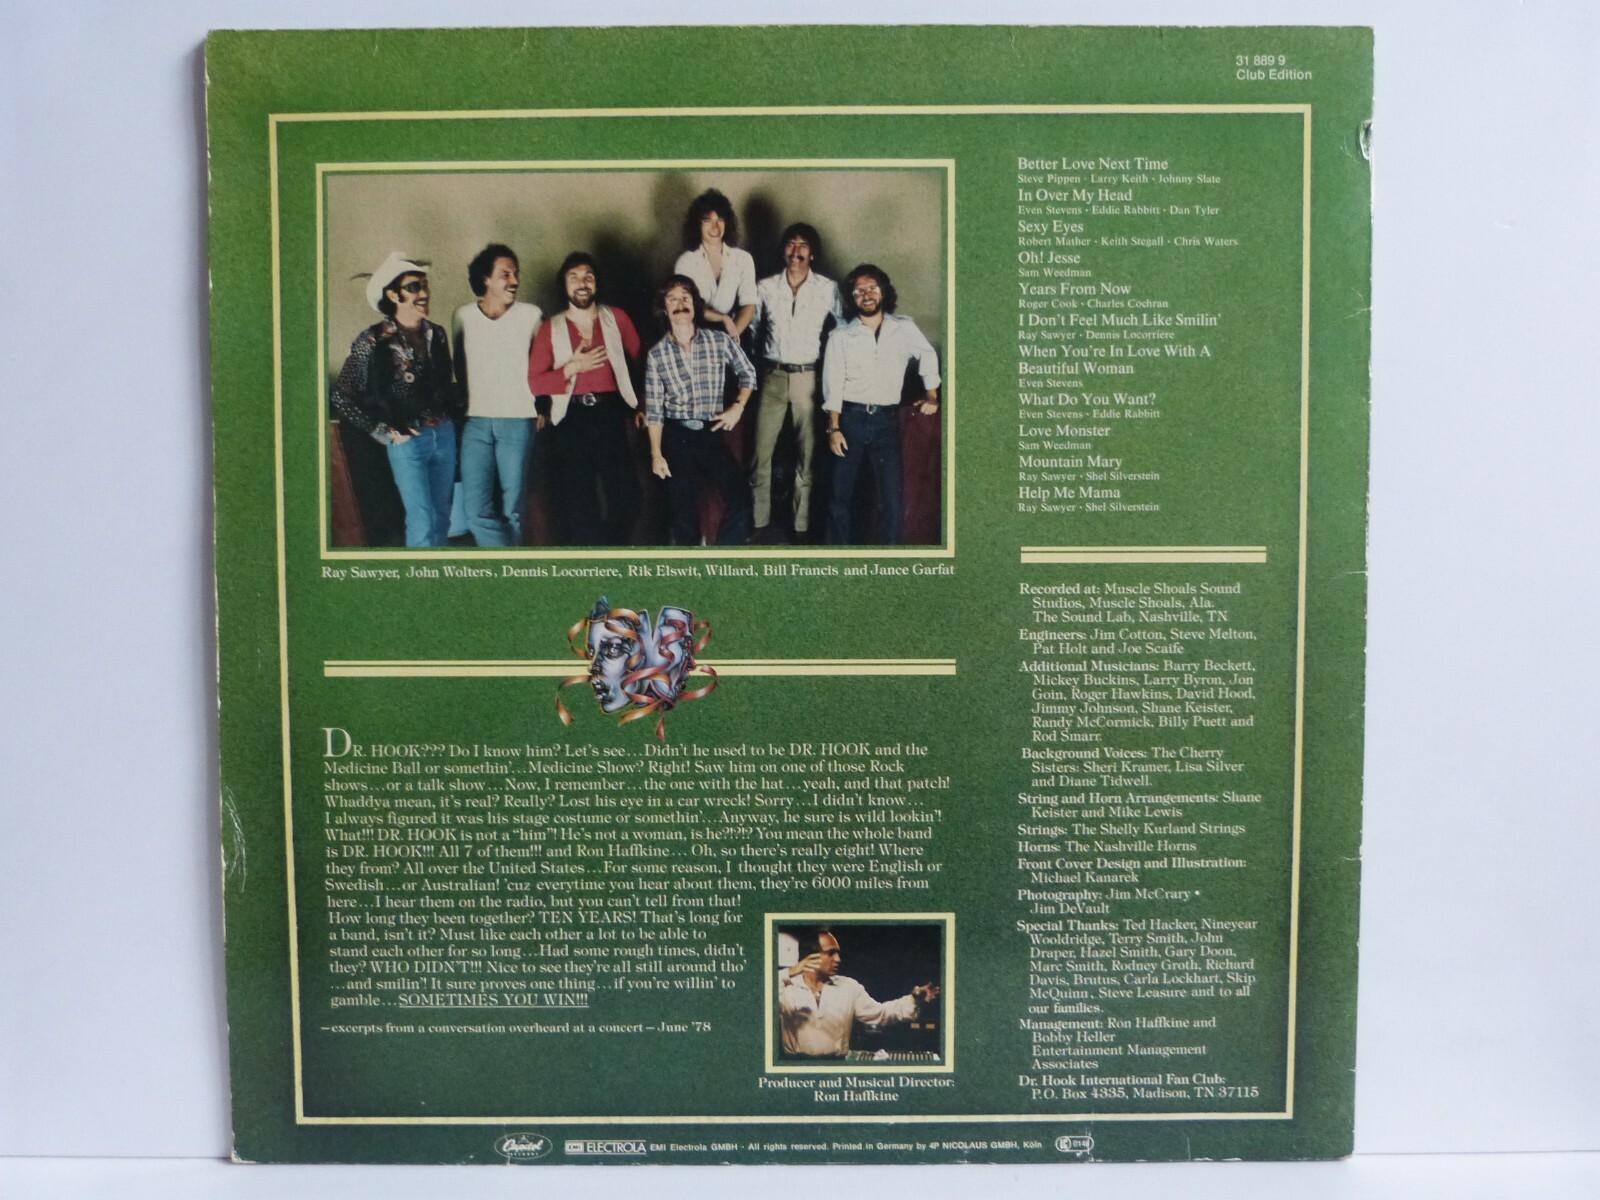 31 889 9
Club Edition
Better Love Next Time
Steve Pippen · Larry Keith · Johnny Slate
In Over My Head
Even Stevens · Eddie Rabbitt · Dan Tyler
Sexy Eyes
Robert Mather · Keith Stegall · Chris Waters
Oh! Jesse
Sam Weedman
Years From Now
Roger Cook · Charles Cochran
I Don't Feel Much Like Smilin'
Ray Sawyer · Dennis Locorriere
When You're In Love With A
Beautiful Woman
Even Stevens
What Do You Want?
Even Stevens · Eddie Rabbitt
Love Monster
Sam Weedman
Mountain Mary
Ray Sawyer · Shel Silverstein
Help Me Mama
Ray Sawyer · Shel Silverstein
Ray Sawyer, John Wolters, Dennis Locorriere, Rik Elswit, Willard, Bill Francis and Jance Garfat
DR. HOOK??? Do I know him? Let's see...Didn't he used to be DR. HOOK and the
Medicine Ball or somethin'...Medicine Show? Right! Saw him on one of those Rock
shows...or a talk show...Now, I remember...the one with the hat...yeah, and that patch!
Whaddya mean, it's real? Really? Lost his eye in a car wreck! Sorry...I didn't know...
I always figured it was his stage costume or somethin'...Anyway, he sure is wild lookin'!
What!!! DR. HOOK is not a "him"! He's not a woman, is he?!?!? You mean the whole band
is DR. HOOK!!! All 7 of them!!! and Ron Haffkine... Oh, so there's really eight! Where
they from? All over the United States...For some reason, I thought they were English or
Swedish...or Australian! 'cuz everytime you hear about them, they're 6000 miles from
here...I hear them on the radio, but you can't tell from that!
How long they been together? TEN YEARS! That's long for
a band, isn't it? Must like each other a lot to be able to
stand each other for so long...Had some rough times, didn't
they? WHO DIDN'T!!! Nice to see they're all still around tho'
...and smilin'! It sure proves one thing...if you're willin' to
gamble...SOMETIMES YOU WIN!!!
—excerpts from a conversation overheard at a concert — June '78
Producer and Musical Director:
Ron Haffkine
Recorded at: Muscle Shoals Sound
Studios, Muscle Shoals, Ala.
The Sound Lab, Nashville, TN
Engineers: Jim Cotton, Steve Melton,
Pat Holt and Joe Scaife
Additional Musicians: Barry Beckett,
Mickey Buckins, Larry Byron, Jon
Goin, Roger Hawkins, David Hood,
Jimmy Johnson, Shane Keister,
Randy McCormick, Billy Puett and
Rod Smarr.
Background Voices: The Cherry
Sisters: Sheri Kramer, Lisa Silver
and Diane Tidwell.
String and Horn Arrangements: Shane
Keister and Mike Lewis
Strings: The Shelly Kurland Strings
Horns: The Nashville Horns
Front Cover Design and Illustration:
Michael Kanarek
Photography: Jim McCrary •
Jim DeVault
Special Thanks: Ted Hacker, Nineyear
Wooldridge, Terry Smith, John
Draper, Hazel Smith, Gary Doon,
Marc Smith, Rodney Groth, Richard
Davis, Brutus, Carla Lockhart, Skip
McQuinn, Steve Leasure and to all
our families.
Management: Ron Haffkine and
Bobby Heller
Entertainment Management
Associates
Dr. Hook International Fan Club:
P.O. Box 4335, Madison, TN 37115
Capitol RECORDS
EMI ELECTROLA EMI Electrola GMBH · All rights reserved. Printed in Germany by 4P NICOLAUS GMBH, Köln K 0148